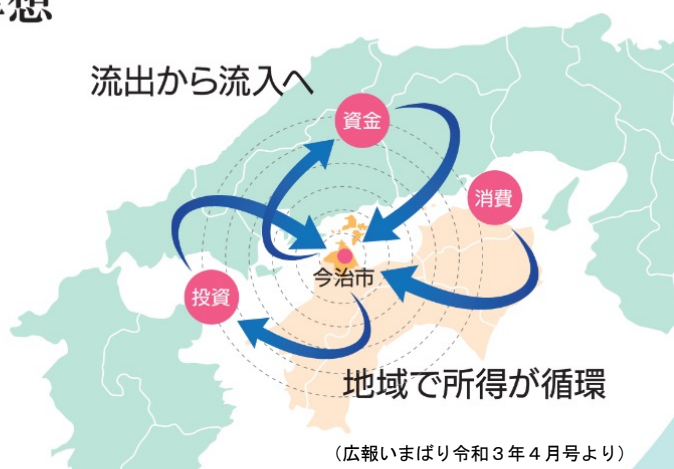 想
流出から流入へ
資金
消費
今治市
投資
地域で所得が循環
(広報いまばり令和3年4月号より)